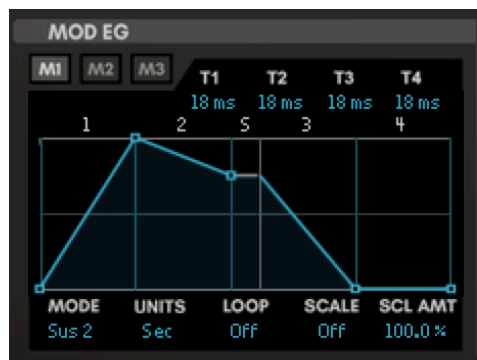 MOD EG
M1 M2 M3 T1 T2 T3 T4
18 ms 18 ms 18 ms 18 ms
1 2 S 3 4
MODE UNITS LOOP SCALE SCL AMT
Sus 2 Sec Off Off 100.0 %